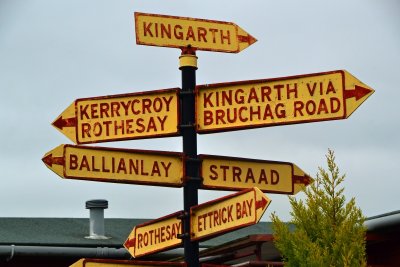 KINGARTH
KERRYCROY
ROTHESAY
KINGARTH VIA
BRUCHAG ROAD
BALLIANLAY
STRAAD
ROTHESAY
ETTRICK BAY